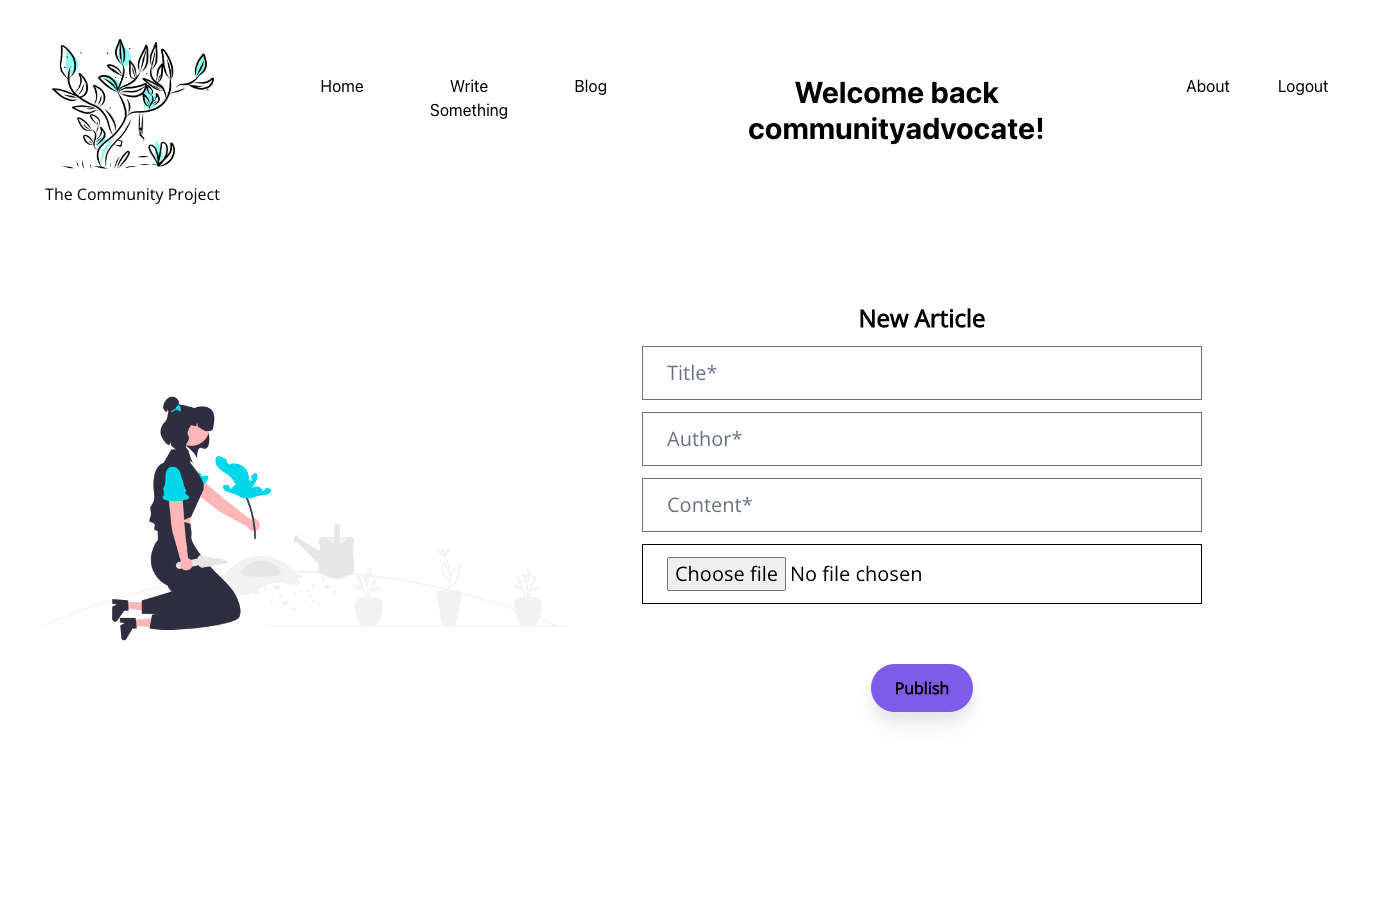 The Community Project
Home
Write
Something
Blog
Welcome back
communityadvocate!
About
Logout
New Article
Title*
Author*
Content*
Choose file No file chosen
Publish